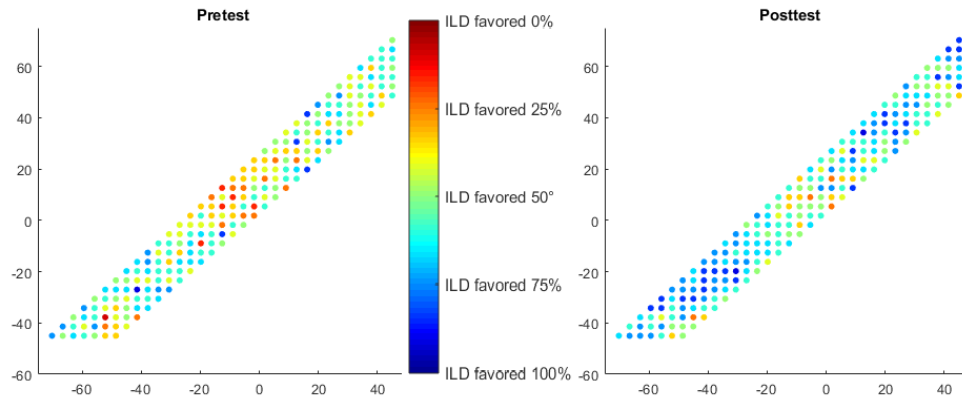 Pretest
60
40
20
0
-20
-40
-60
-60 -40 -20 0 20 40
ILD favored 0%
ILD favored 25%
ILD favored 50°
ILD favored 75%
ILD favored 100%
Posttest
60
40
20
0
-20
-40
-60
-60 -40 -20 0 20 40